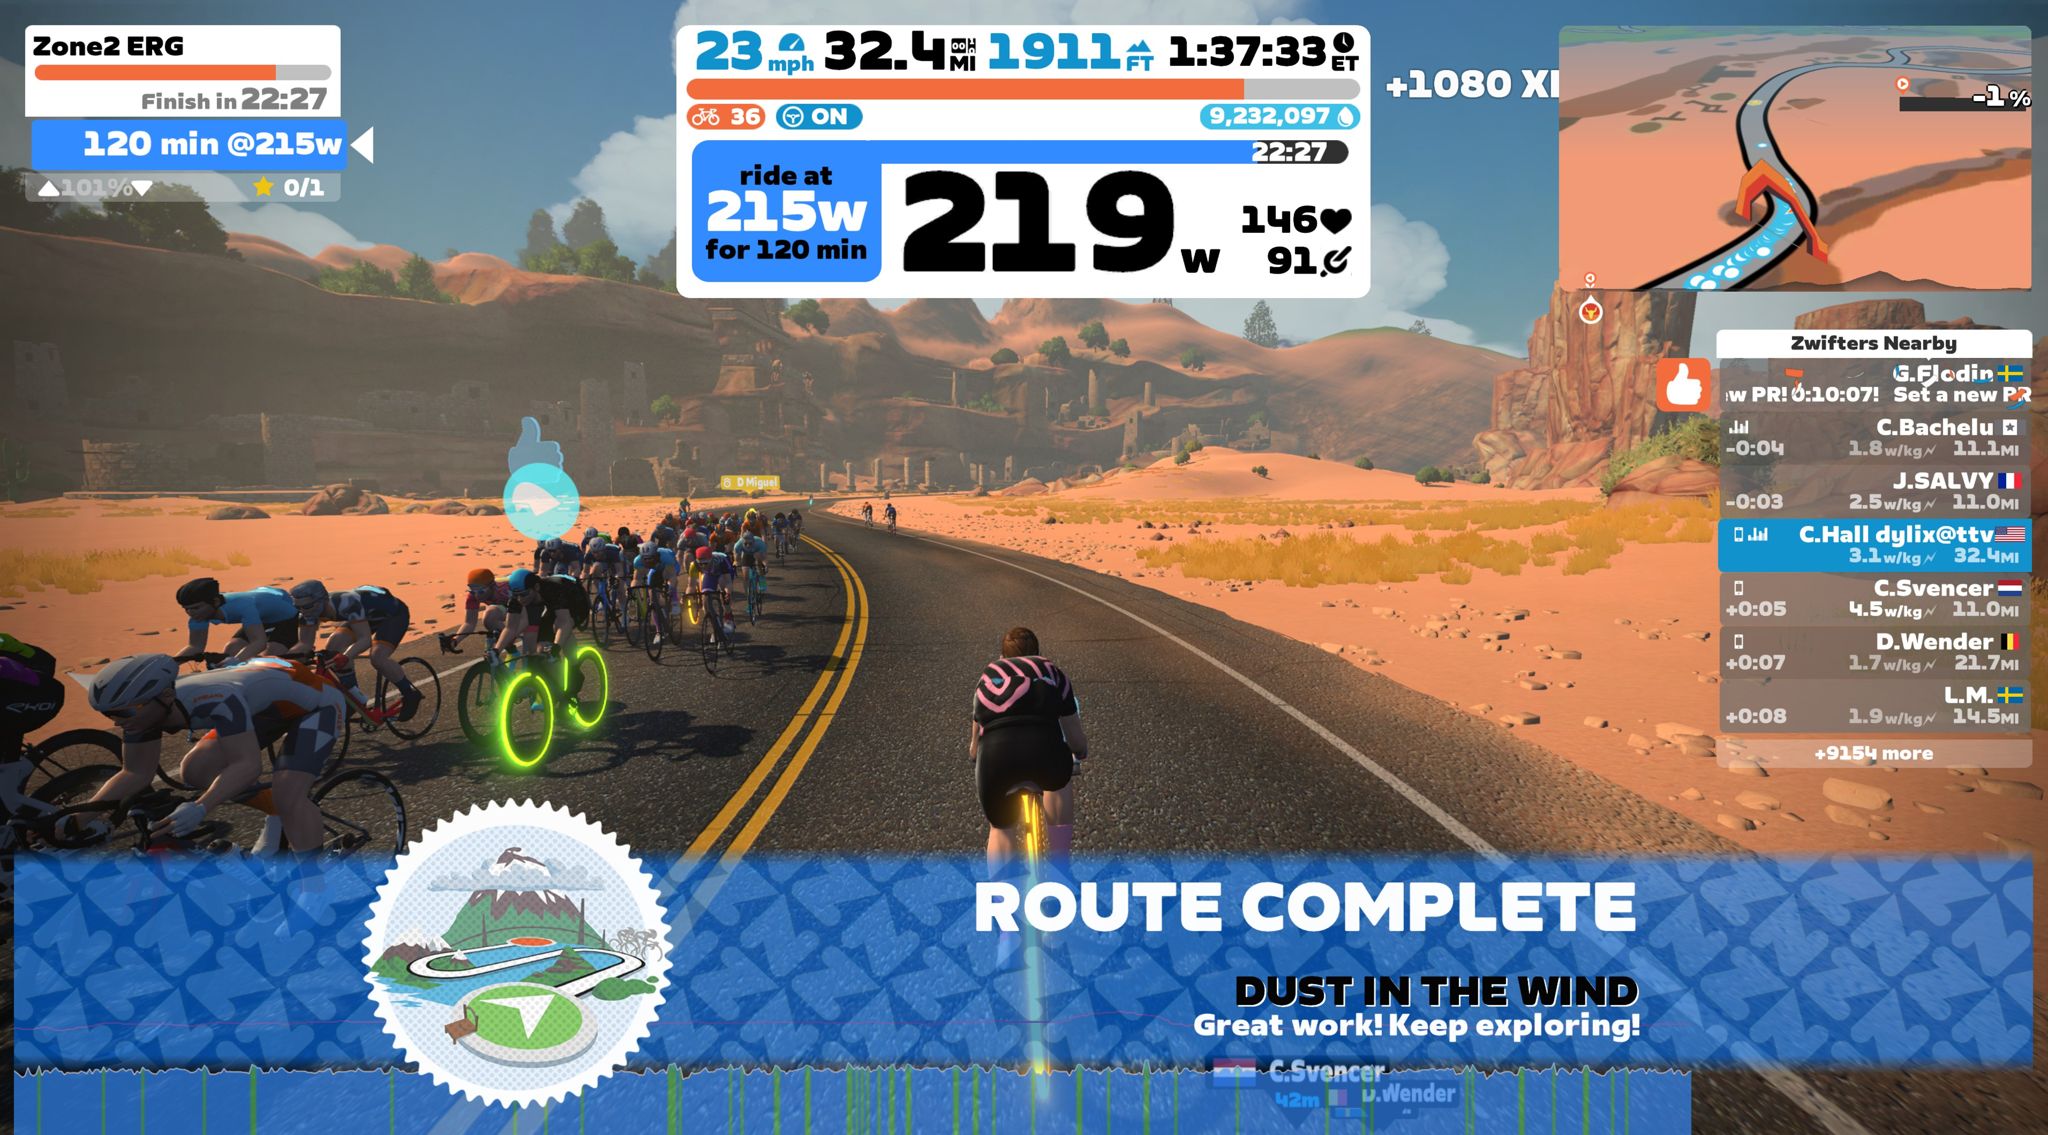 Zone2 ERG
Finish in 22:27
120 min @215w
101%
0/1
23 mph 32.4 MI 1911 FT 1:37:33 ET
36 ON 9,232,097
22:27
ride at
215w
for 120 min
219 w
146
91
+1080 XP
-1 %
Zwifters Nearby
G.Flodin
w PR! 0:10:07! Set a new PR
C.Bachelu
-0:04 1.8 w/kg 11.1 MI
J.SALVY
-0:03 2.5 w/kg 11.0 MI
C.Hall dylix@ttv
3.1 w/kg 32.4 MI
C.Svencer
+0:05 4.5 w/kg 11.0 MI
D.Wender
+0:07 1.7 w/kg 21.7 MI
L.M.
+0:08 1.9 w/kg 14.5 MI
+9154 more
D Miguel
ROUTE COMPLETE
DUST IN THE WIND
Great work! Keep exploring!
C.Svencer
42m D.Wender